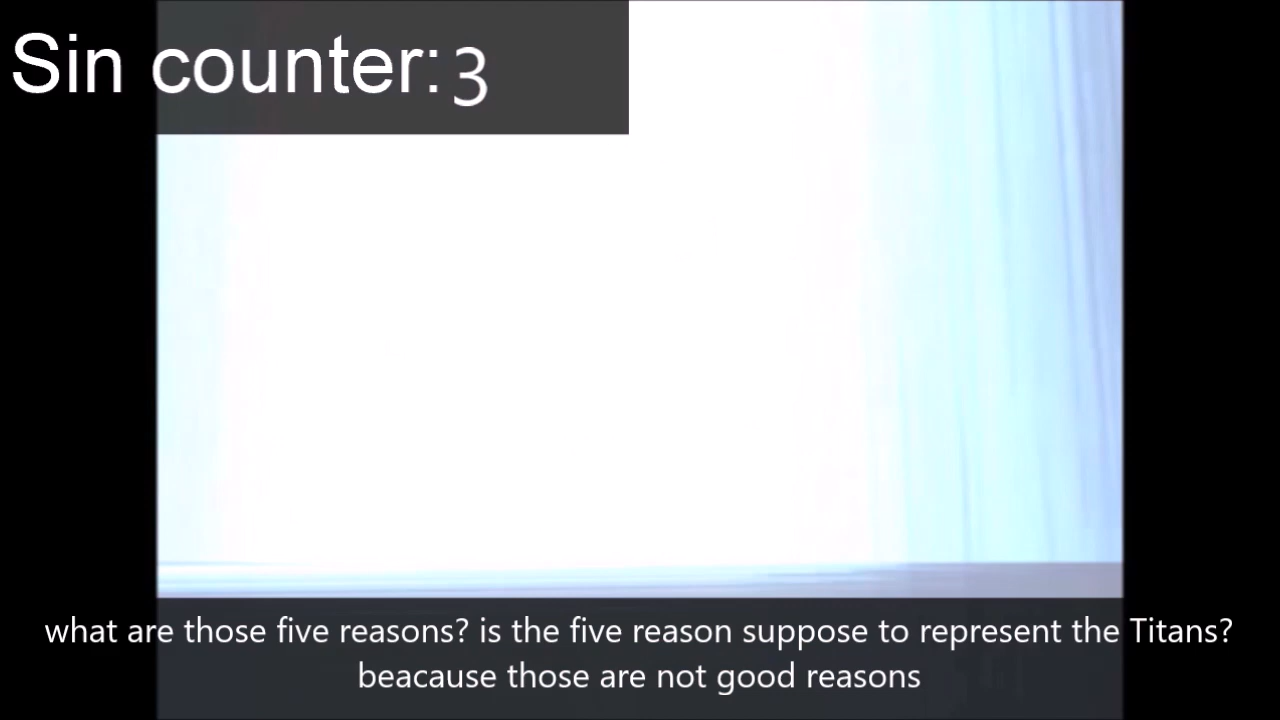 Sin counter:3
what are those five reasons? is the five reason suppose to represent the Titans?
beacause those are not good reasons